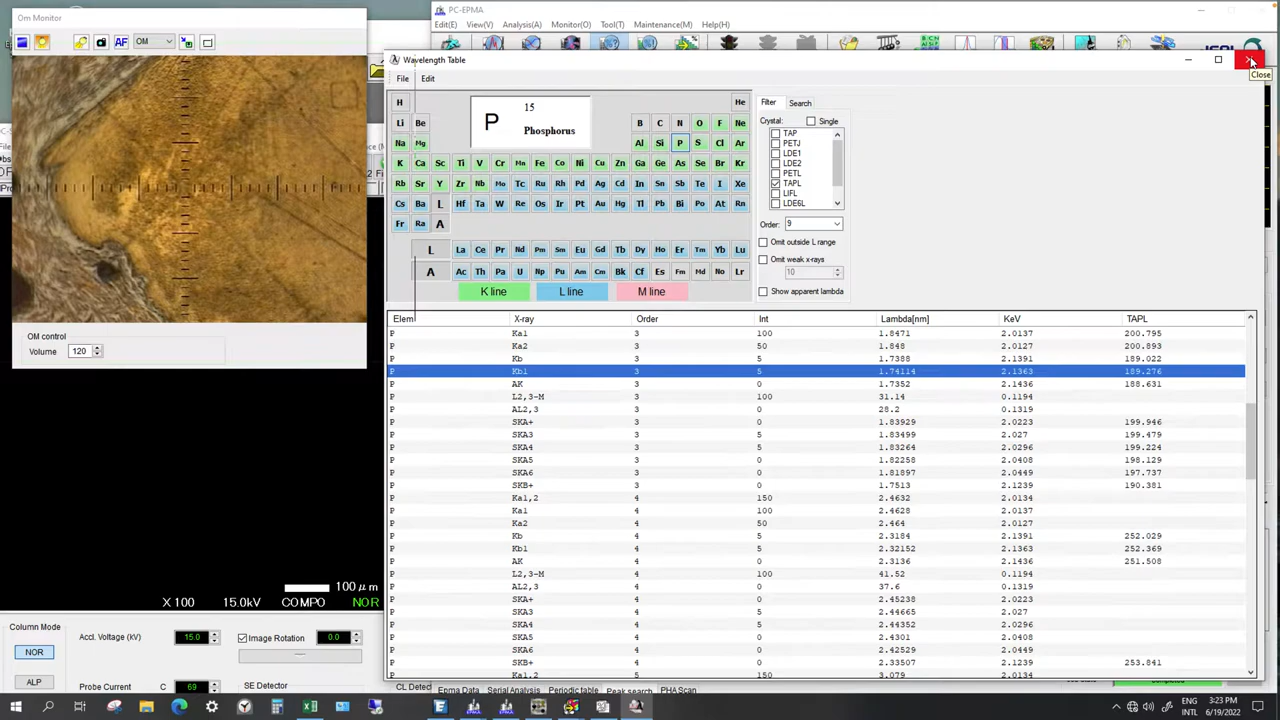 Om Monitor
PC-EPMA
Edit(E) View(V) Analysis(A) Monitor(O) Tool(T) Maintenance(M) Help(H)
AF OM
Wavelength Table
Close
File Edit
H He
15
P
Phosphorus
Li Be B C N O F Ne
Na Mg Al Si P S Cl Ar
K Ca Sc Ti V Cr Mn Fe Co Ni Cu Zn Ga Ge As Se Br Kr
Rb Sr Y Zr Nb Mo Tc Ru Rh Pd Ag Cd In Sn Sb Te I Xe
Cs Ba L Hf Ta W Re Os Ir Pt Au Hg Tl Pb Bi Po At Rn
Fr Ra A
L La Ce Pr Nd Pm Sm Eu Gd Tb Dy Ho Er Tm Yb Lu
A Ac Th Pa U Np Pu Am Cm Bk Cf Es Fm Md No Lr
K line L line M line
Filter Search
Crystal: Single
TAP
PETJ
LDE1
LDE2
PETL
TAPL
LIFL
LDE6L
Order: 9
Omit outside L range
Omit weak x-rays
10
Show apparent lambda
Elem X-ray Order Int Lambda[nm] KeV TAPL
P Ka1 3 100 1.8471 2.0137 200.795
P Ka2 3 50 1.848 2.0127 200.893
P Kb 3 5 1.7388 2.1391 189.022
P Kb1 3 5 1.74114 2.1363 189.276
P AK 3 0 1.7352 2.1436 188.631
P L2,3-M 3 100 31.14 0.1194
P AL2,3 3 0 28.2 0.1319
P SKA+ 3 0 1.83929 2.0223 199.946
P SKA3 3 5 1.83499 2.027 199.479
P SKA4 3 5 1.83264 2.0296 199.224
P SKA5 3 0 1.82258 2.0408 198.129
P SKA6 3 0 1.81897 2.0449 197.737
P SKB+ 3 0 1.7513 2.1239 190.381
P Ka1,2 4 150 2.4632 2.0134
P Ka1 4 100 2.4628 2.0137
P Ka2 4 50 2.464 2.0127
P Kb 4 5 2.3184 2.1391 252.029
P Kb1 4 5 2.32152 2.1363 252.369
P AK 4 0 2.3136 2.1436 251.508
P L2,3-M 4 100 41.52 0.1194
P AL2,3 4 0 37.6 0.1319
P SKA+ 4 0 2.45238 2.0223
P SKA3 4 5 2.44665 2.027
P SKA4 4 5 2.44352 2.0296
P SKA5 4 0 2.4301 2.0408
P SKA6 4 0 2.42529 2.0449
P SKB+ 4 0 2.33507 2.1239 253.841
P Ka1,2 5 150 3.079 2.0134
OM control
Volume 120
100 μm
X 100 15.0kV COMPO NOR
Column Mode
NOR
ALP
Accl. Voltage (kV) 15.0
Image Rotation 0.0
Probe Current C 69
SE Detector
CL Detect
Epma Data Serial Analysis Periodic table Peak search PHA Scan
Completed
ENG
INTL
3:23 PM
6/19/2022